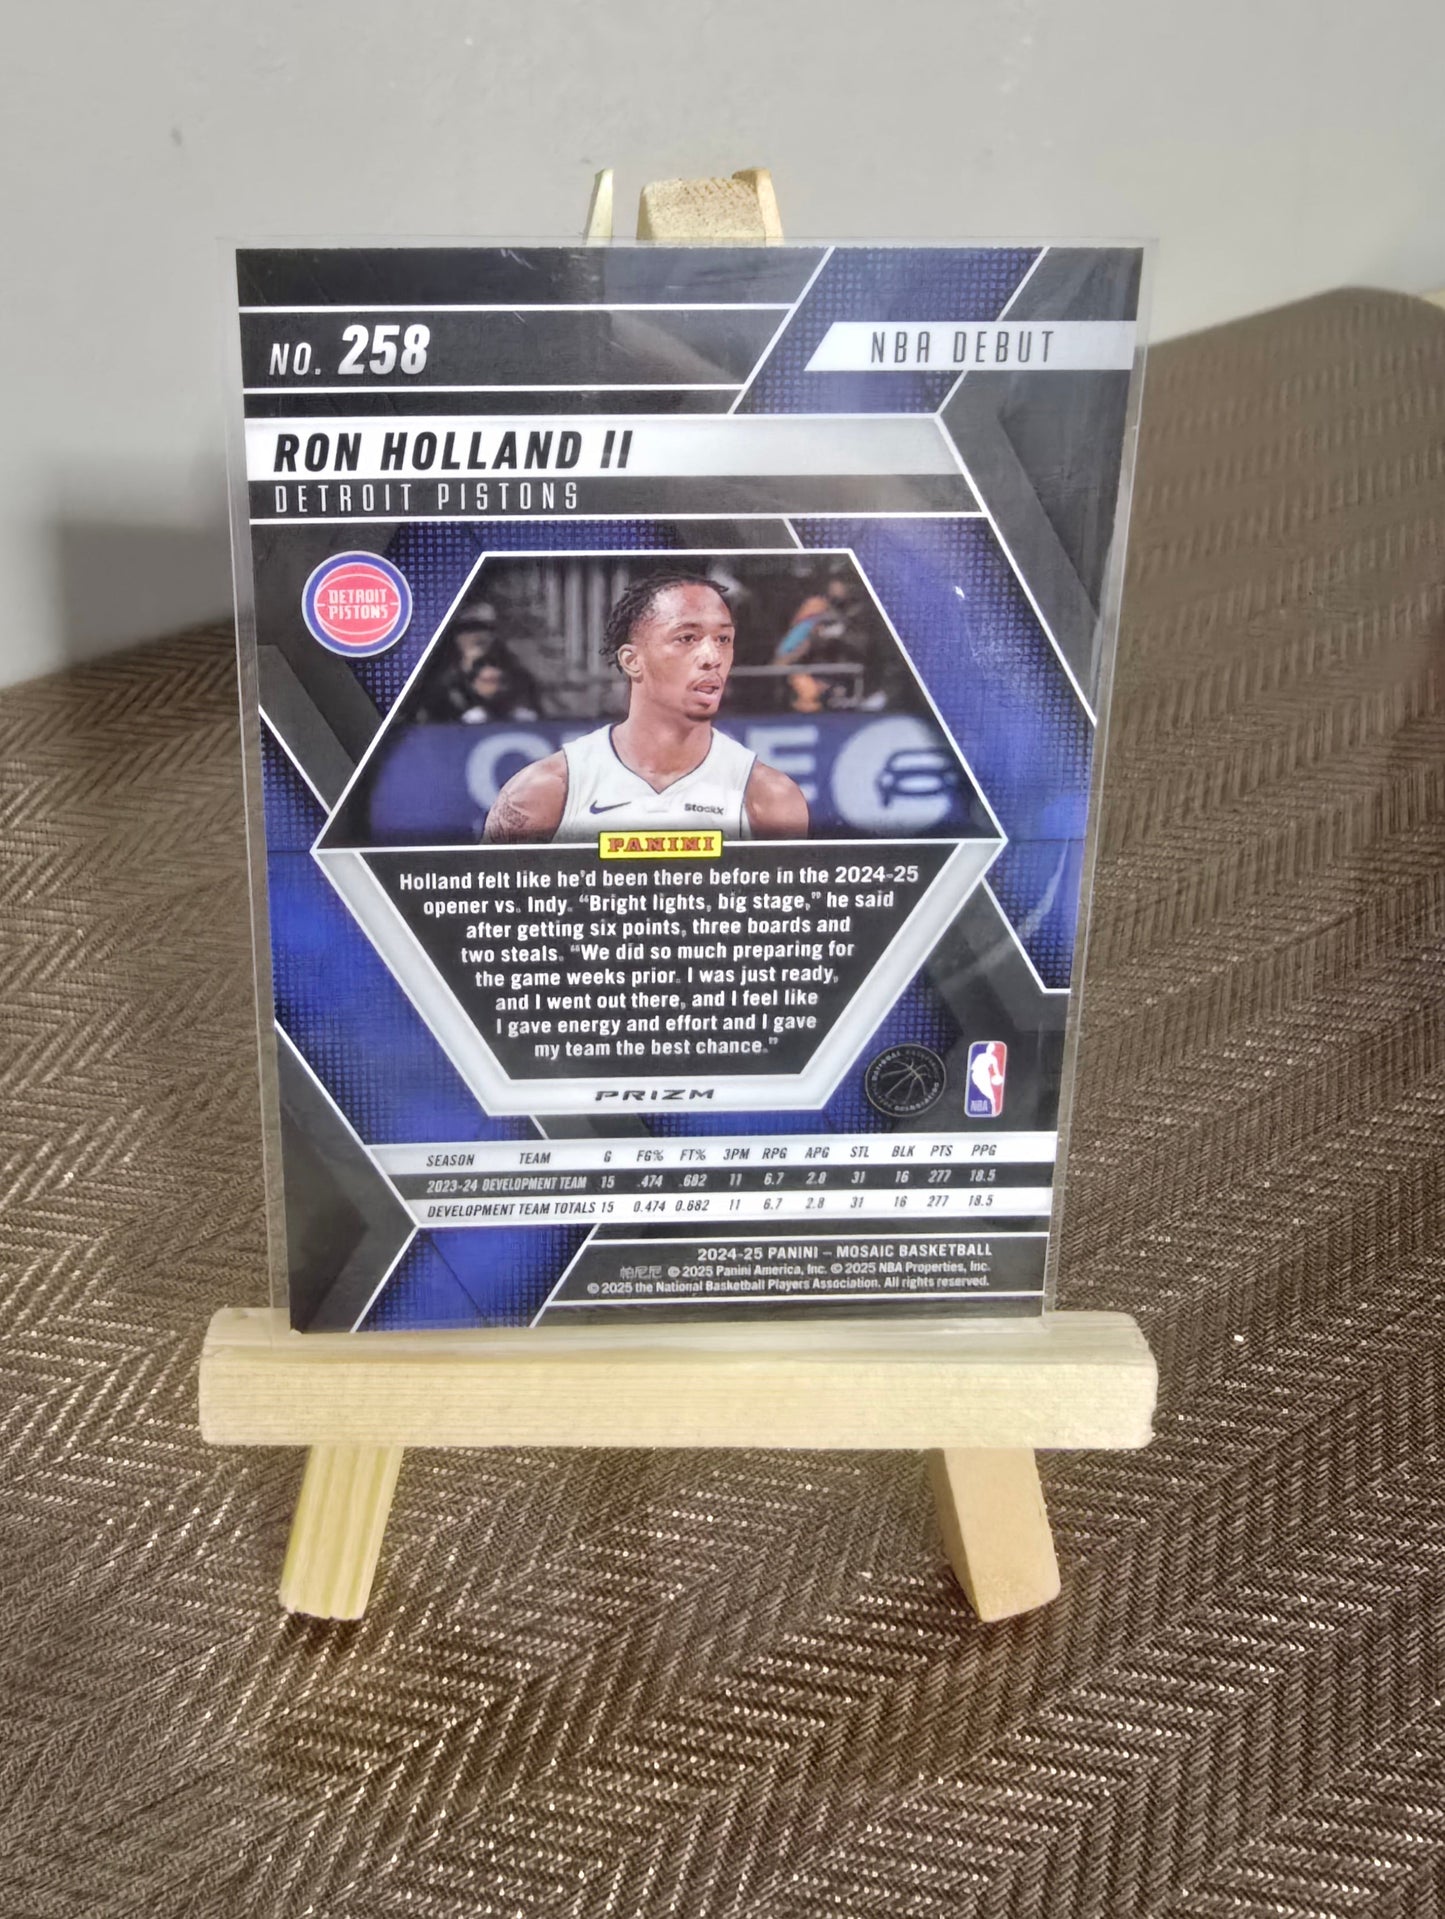 NO. 258
NBA DEBUT
RON HOLLAND II
DETROIT PISTONS
DETROIT
PISTONS
stockX
PANINI
Holland felt like he'd been there before in the 2024-25
opener vs. Indy. “Bright lights, big stage,” he said
after getting six points, three boards and
two steals. “We did so much preparing for
the game weeks prior. I was just ready,
and I went out there, and I feel like
I gave energy and effort and I gave
my team the best chance.”
PRIZM
NBA
SEASON TEAM G FG% FT% 3PM RPG APG STL BLK PTS PPG
2023-24 DEVELOPMENT TEAM 15 .474 .682 11 6.7 2.8 31 16 277 18.5
DEVELOPMENT TEAM TOTALS 15 0.474 0.682 11 6.7 2.8 31 16 277 18.5
2024-25 PANINI – MOSAIC BASKETBALL
帕尼尼 © 2025 Panini America, Inc. © 2025 NBA Properties, Inc.
© 2025 the National Basketball Players Association. All rights reserved.